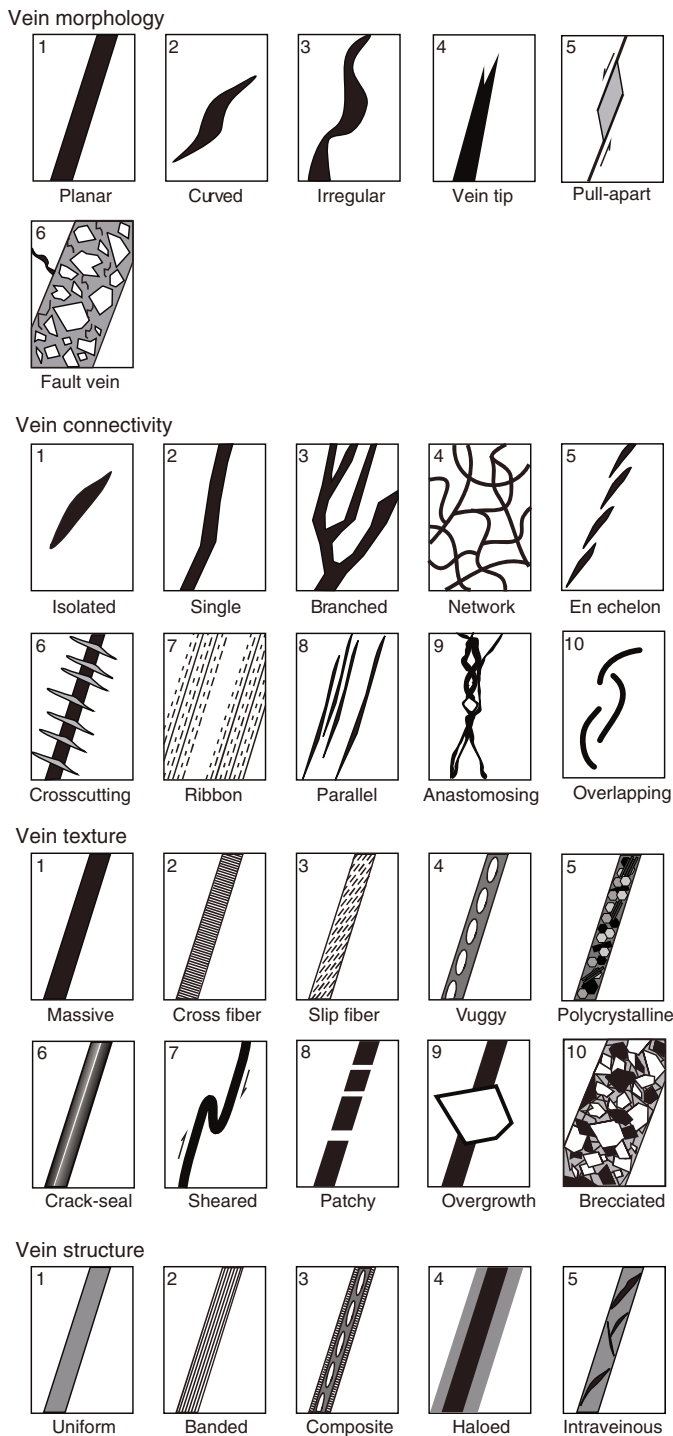 Vein morphology
1 2 3 4 5
Planar Curved Irregular Vein tip Pull-apart
6
Fault vein
Vein connectivity
1 2 3 4 5
Isolated Single Branched Network En echelon
6 7 8 9 10
Crosscutting Ribbon Parallel Anastomosing Overlapping
Vein texture
1 2 3 4 5
Massive Cross fiber Slip fiber Vuggy Polycrystalline
6 7 8 9 10
Crack-seal Sheared Patchy Overgrowth Brecciated
Vein structure
1 2 3 4 5
Uniform Banded Composite Haloed Intraveinous